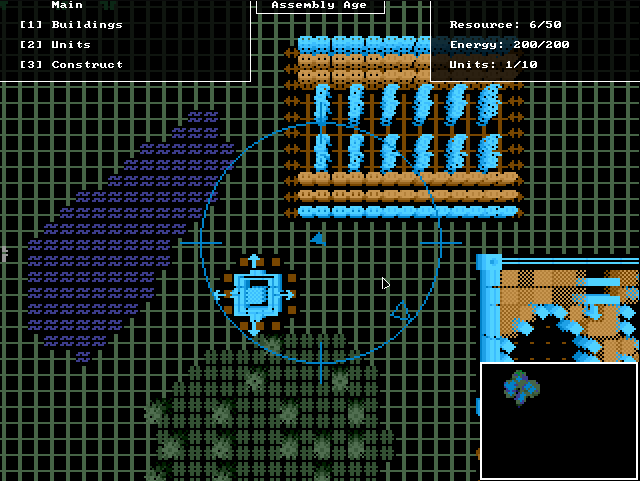 Main
[1] Buildings
[2] Units
[3] Construct
Assembly Age
Resource: 6/50
Energy: 200/200
Units: 1/10